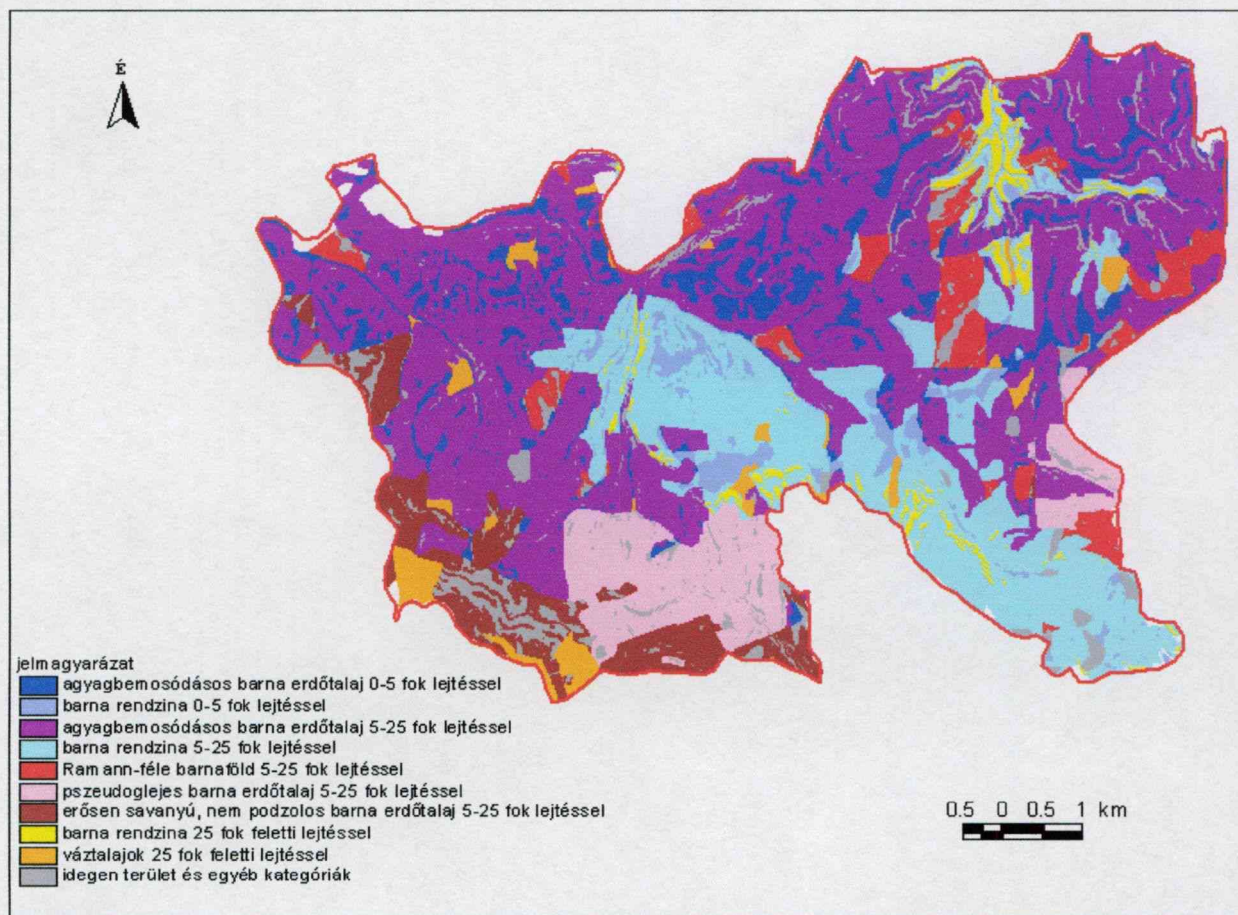 É
jelmagyarázat
agyagbemosódásos barna erdőtalaj 0-5 fok lejtéssel
barna rendzina 0-5 fok lejtéssel
agyagbemosódásos barna erdőtalaj 5-25 fok lejtéssel
barna rendzina 5-25 fok lejtéssel
Ramann-féle barnaföld 5-25 fok lejtéssel
pszeudoglejes barna erdőtalaj 5-25 fok lejtéssel
erősen savanyú, nem podzolos barna erdőtalaj 5-25 fok lejtéssel
barna rendzina 25 fok feletti lejtéssel
váztalajok 25 fok feletti lejtéssel
idegen terület és egyéb kategóriák
0.5 0 0.5 1 km